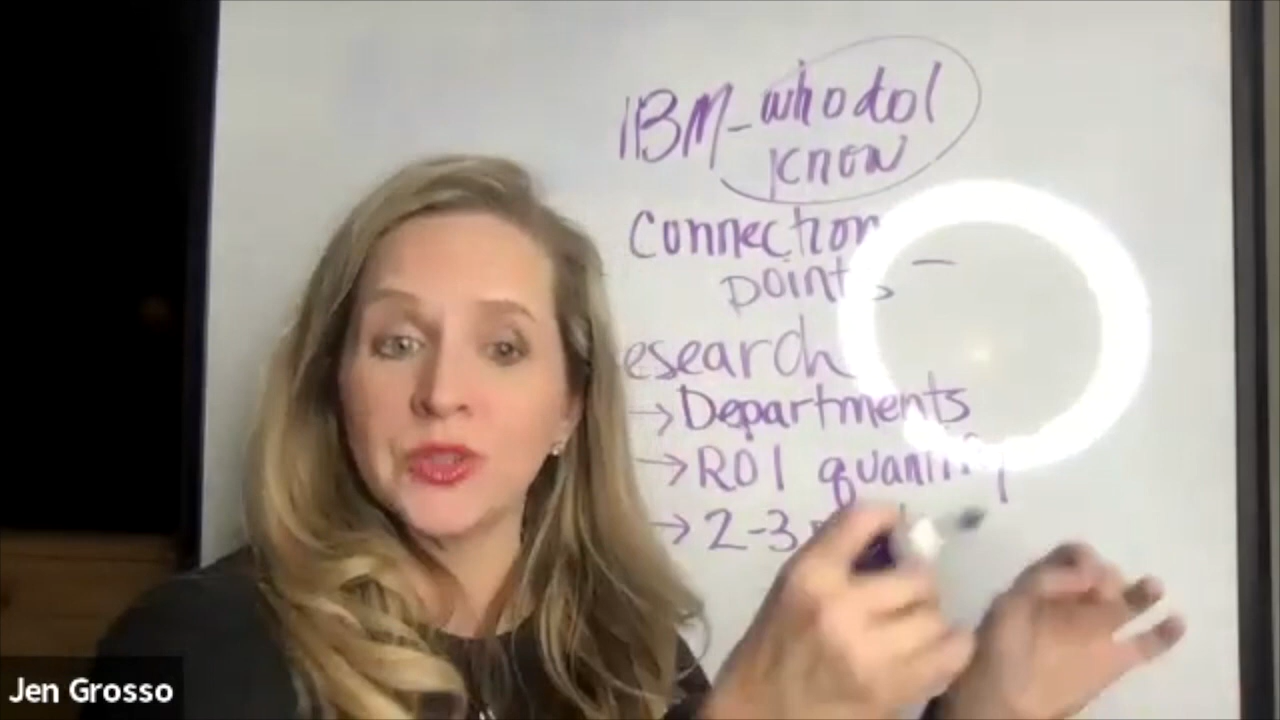 IBM - who do I
know
Connection
points -
esearch
→ Departments
→ ROI quantify
→ 2-3
Jen Grosso